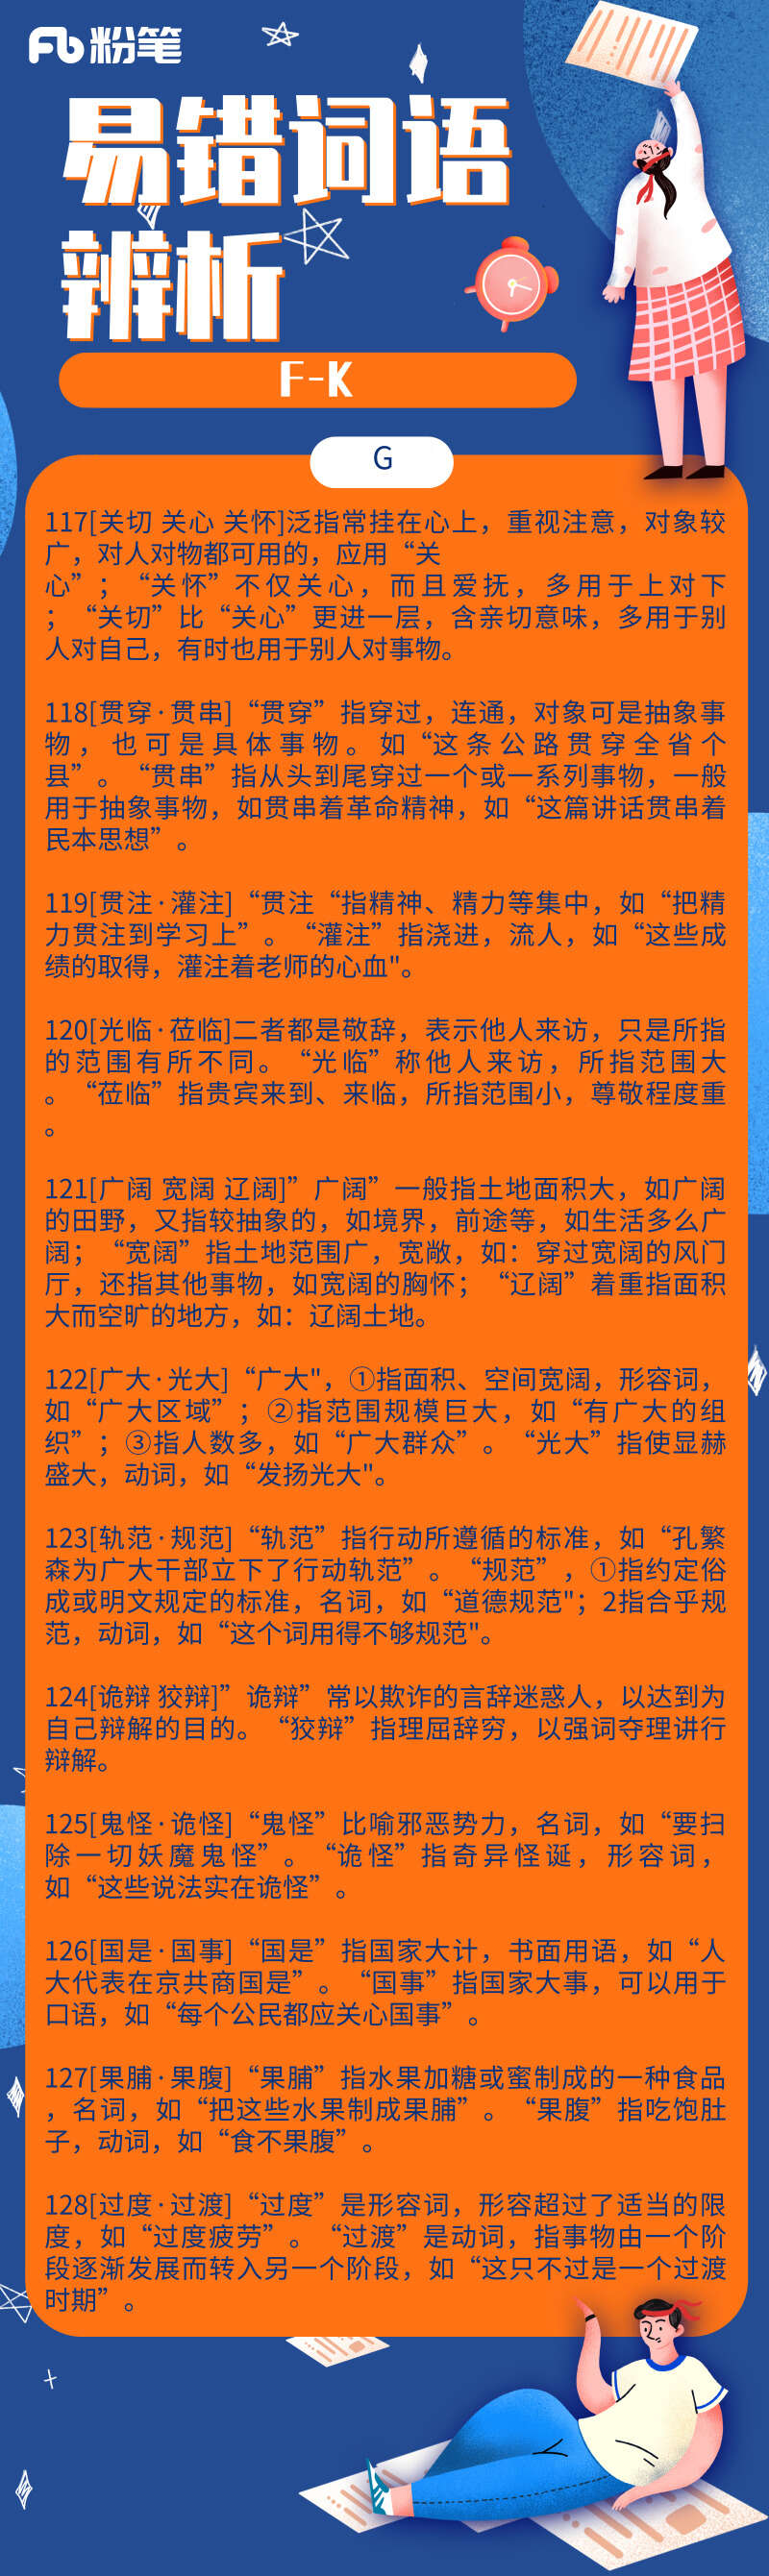 粉笔
易错词语
辨析
F-K
G
117[关切 关心 关怀]泛指常挂在心上，重视注意，对象较
广，对人对物都可用的，应用“关
心”；“关怀”不仅关心，而且爱抚，多用于上对下
；“关切”比“关心”更进一层，含亲切意味，多用于别
人对自己，有时也用于别人对事物。
118[贯穿·贯串]“贯穿”指穿过，连通，对象可是抽象事
物，也可是具体事物。如“这条公路贯穿全省个
县”。“贯串”指从头到尾穿过一个或一系列事物，一般
用于抽象事物，如贯串着革命精神，如“这篇讲话贯串着
民本思想”。
119[贯注·灌注]“贯注“指精神、精力等集中，如“把精
力贯注到学习上”。“灌注”指浇进，流人，如“这些成
绩的取得，灌注着老师的心血"。
120[光临·莅临]二者都是敬辞，表示他人来访，只是所指
的范围有所不同。“光临”称他人来访，所指范围大
。“莅临”指贵宾来到、来临，所指范围小，尊敬程度重
。
121[广阔 宽阔 辽阔]”广阔”一般指土地面积大，如广阔
的田野，又指较抽象的，如境界，前途等，如生活多么广
阔；“宽阔”指土地范围广，宽敞，如：穿过宽阔的风门
厅，还指其他事物，如宽阔的胸怀；“辽阔”着重指面积
大而空旷的地方，如：辽阔土地。
122[广大·光大]“广大"，①指面积、空间宽阔，形容词，
如“广大区域”；②指范围规模巨大，如“有广大的组
织”；③指人数多，如“广大群众”。“光大”指使显赫
盛大，动词，如“发扬光大"。
123[轨范·规范]“轨范”指行动所遵循的标准，如“孔繁
森为广大干部立下了行动轨范”。“规范”，①指约定俗
成或明文规定的标准，名词，如“道德规范"；2指合乎规
范，动词，如“这个词用得不够规范"。
124[诡辩 狡辩]”诡辩”常以欺诈的言辞迷惑人，以达到为
自己辩解的目的。“狡辩”指理屈辞穷，以强词夺理讲行
辩解。
125[鬼怪·诡怪]“鬼怪”比喻邪恶势力，名词，如“要扫
除一切妖魔鬼怪”。“诡怪”指奇异怪诞，形容词，
如“这些说法实在诡怪”。
126[国是·国事]“国是”指国家大计，书面用语，如“人
大代表在京共商国是”。“国事”指国家大事，可以用于
口语，如“每个公民都应关心国事”。
127[果脯·果腹]“果脯”指水果加糖或蜜制成的一种食品
，名词，如“把这些水果制成果脯”。“果腹”指吃饱肚
子，动词，如“食不果腹”。
128[过度·过渡]“过度”是形容词，形容超过了适当的限
度，如“过度疲劳”。“过渡”是动词，指事物由一个阶
段逐渐发展而转入另一个阶段，如“这只不过是一个过渡
时期”。